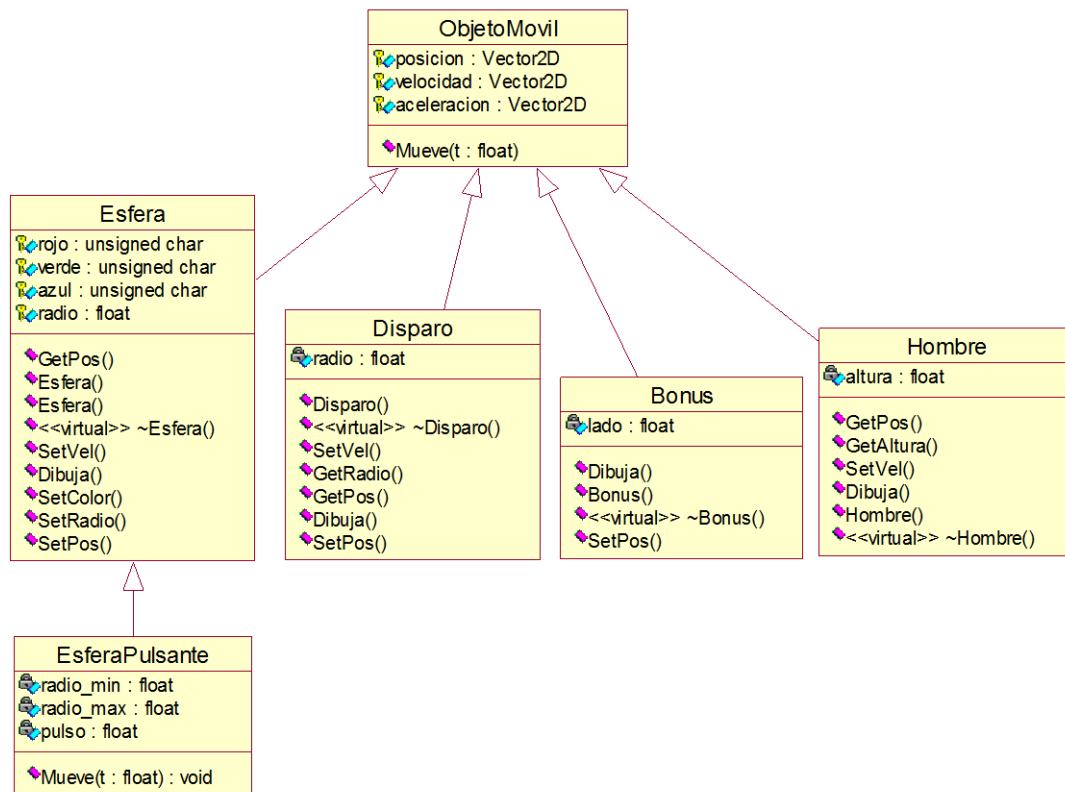 ObjetoMovil
posicion : Vector2D
velocidad : Vector2D
aceleracion : Vector2D
Mueve(t : float)
Esfera
rojo : unsigned char
verde : unsigned char
azul : unsigned char
radio : float
GetPos()
Esfera()
Esfera()
<<virtual>> ~Esfera()
SetVel()
Dibuja()
SetColor()
SetRadio()
SetPos()
Disparo
radio : float
Disparo()
<<virtual>> ~Disparo()
SetVel()
GetRadio()
GetPos()
Dibuja()
SetPos()
Bonus
lado : float
Dibuja()
Bonus()
<<virtual>> ~Bonus()
SetPos()
Hombre
altura : float
GetPos()
GetAltura()
SetVel()
Dibuja()
Hombre()
<<virtual>> ~Hombre()
EsferaPulsante
radio_min : float
radio_max : float
pulso : float
Mueve(t : float) : void